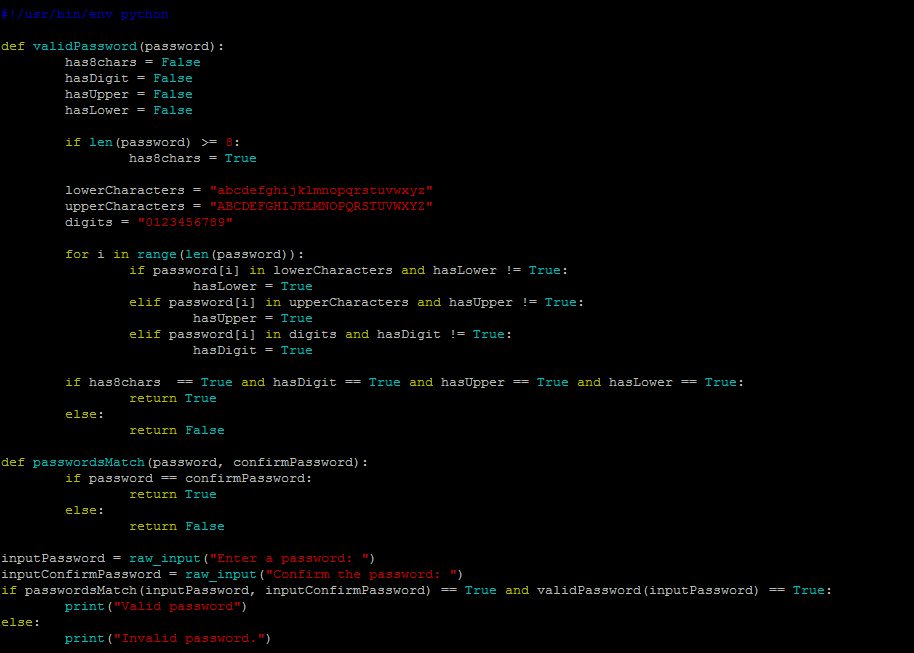 #!/usr/bin/env python
def validPassword(password):
has8chars = False
hasDigit = False
hasUpper = False
hasLower = False
if len(password) >= 8:
has8chars = True
lowerCharacters = "abcdefghijklmnopqrstuvwxyz"
upperCharacters = "ABCDEFGHIJKLMNOPQRSTUVWXYZ"
digits = "0123456789"
for i in range(len(password)):
if password[i] in lowerCharacters and hasLower != True:
hasLower = True
elif password[i] in upperCharacters and hasUpper != True:
hasUpper = True
elif password[i] in digits and hasDigit != True:
hasDigit = True
if has8chars  == True and hasDigit == True and hasUpper == True and hasLower == True:
return True
else:
return False
def passwordsMatch(password, confirmPassword):
if password == confirmPassword:
return True
else:
return False
inputPassword = raw_input("Enter a password: ")
inputConfirmPassword = raw_input("Confirm the password: ")
if passwordsMatch(inputPassword, inputConfirmPassword) == True and validPassword(inputPassword) == True:
print("Valid password")
else:
print("Invalid password.")